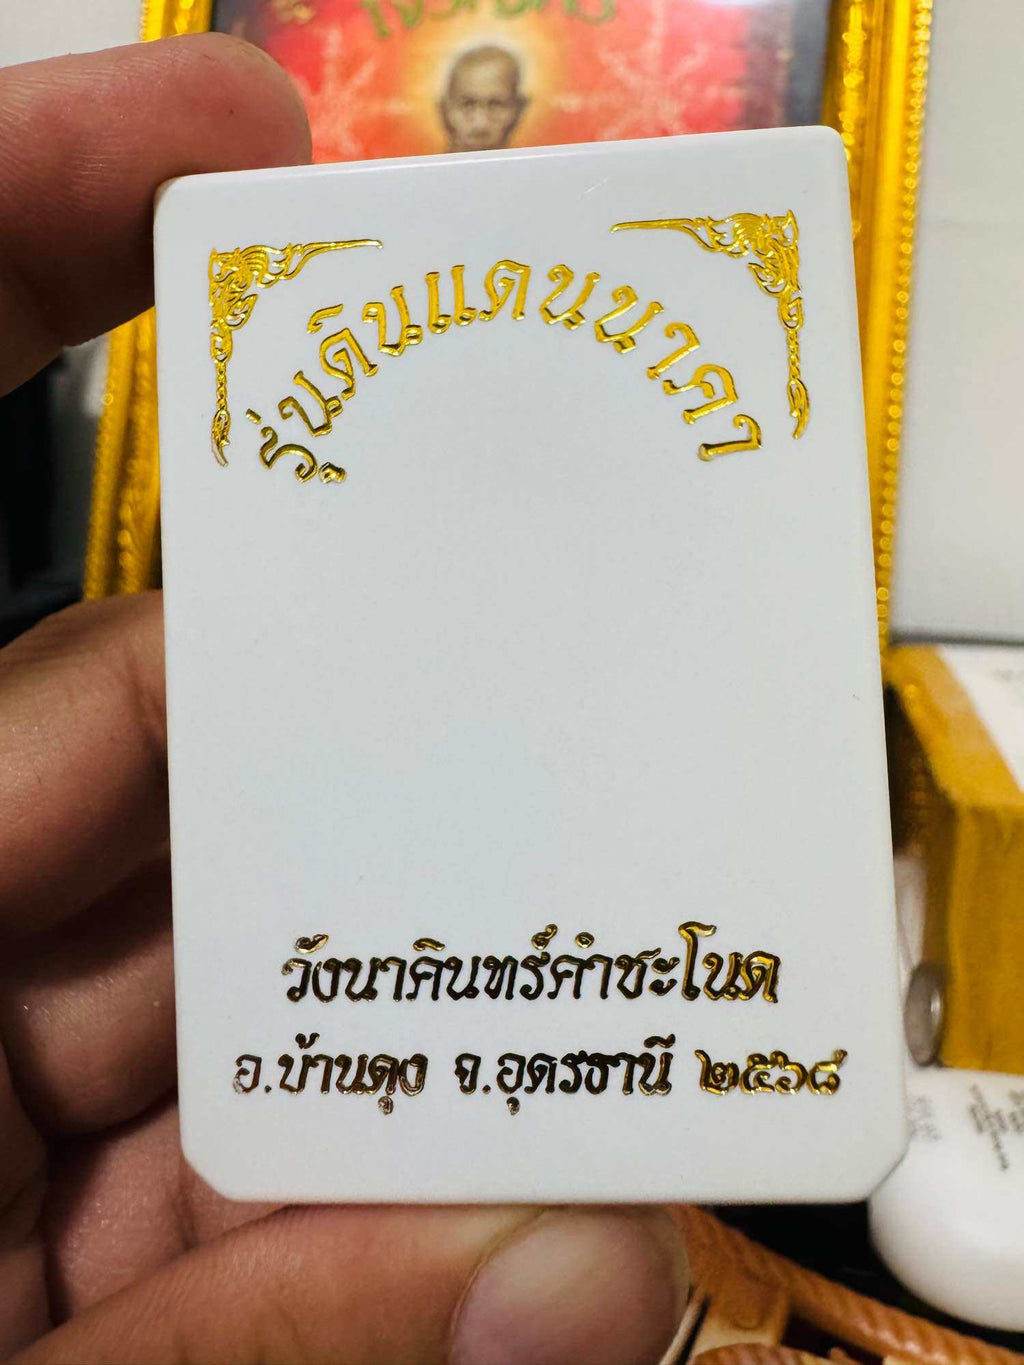 รุ่นดินแดนนาคา
วังนาคินทร์คำชะโนด
อ.บ้านดุง จ.อุดรธานี ๒๕๖๘